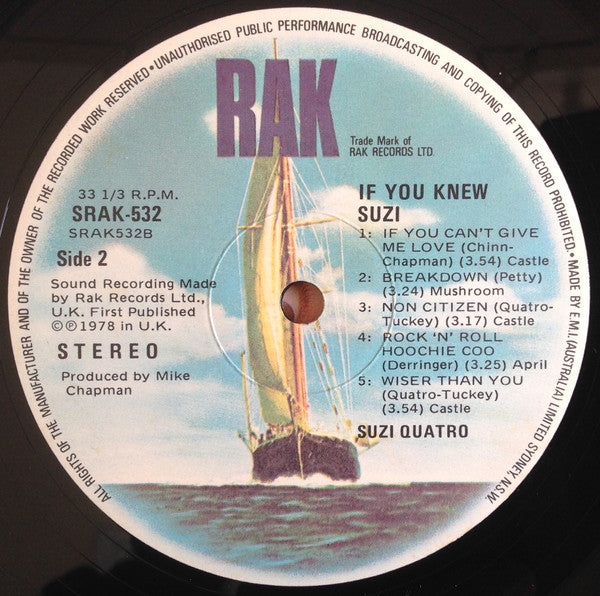 ALL RIGHTS OF THE MANUFACTURER AND OF THE OWNER OF THE RECORDED WORK RESERVED•UNAUTHORISED PUBLIC PERFORMANCE BROADCASTING AND COPYING OF THIS RECORD PROHIBITED.•MADE BY E.M.I.(AUSTRALIA) LIMITED SYDNEY. N.S.W.
RAK
Trade Mark of
RAK RECORDS LTD.
33 1/3 R.P.M.
SRAK-532
SRAK532B
Side 2
Sound Recording Made
by Rak Records Ltd.,
U.K. First Published
©℗1978 in U.K.
STEREO
Produced by Mike
Chapman
IF YOU KNEW
SUZI
1: IF YOU CAN'T GIVE
ME LOVE (Chinn-
Chapman) (3.54) Castle
2: BREAKDOWN (Petty)
(3.24) Mushroom
3: NON CITIZEN (Quatro-
Tuckey) (3.17) Castle
4: ROCK 'N' ROLL
HOOCHIE COO
(Derringer) (3.25) April
5: WISER THAN YOU
(Quatro-Tuckey)
(3.54) Castle
SUZI QUATRO